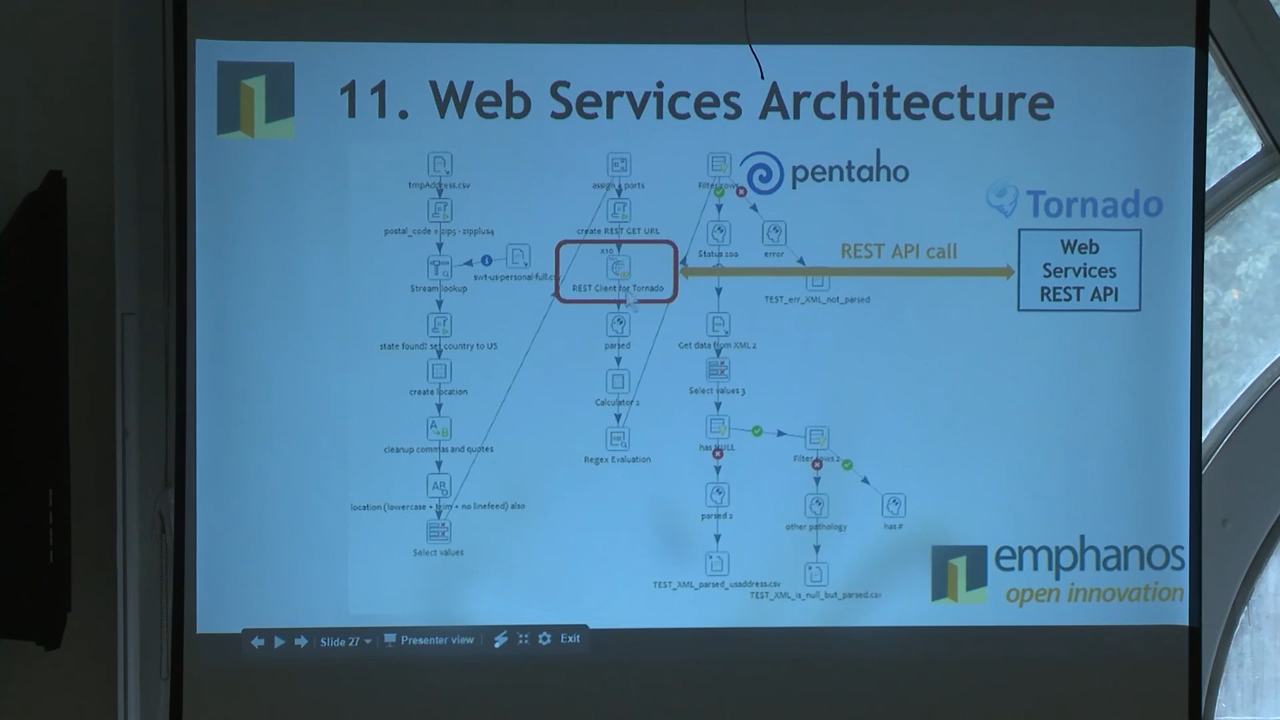 11. Web Services Architecture
pentaho
Tornado
Web
Services
REST API
REST API call
tmpAddress.csv
postal_code = zip5 - zipplus4
swt-us-personal-full.csv
Stream lookup
state found? set country to US
create location
cleanup commas and quotes
location (lowercase + trim + no linefeed) also
Select values
assign 4 ports
create REST GET URL
x10
REST Client for Tornado
parsed
Calculator 2
Regex Evaluation
Filter rows
Status 200
error
TEST_err_XML_not_parsed
Get data from XML 2
Select values 3
has NULL
Filter rows 2
parsed 2
other pathology
has #
TEST_XML_parsed_usaddress.csv
TEST_XML_is_null_but_parsed.csv
emphanos
open innovation
Slide 27
Presenter view
Exit